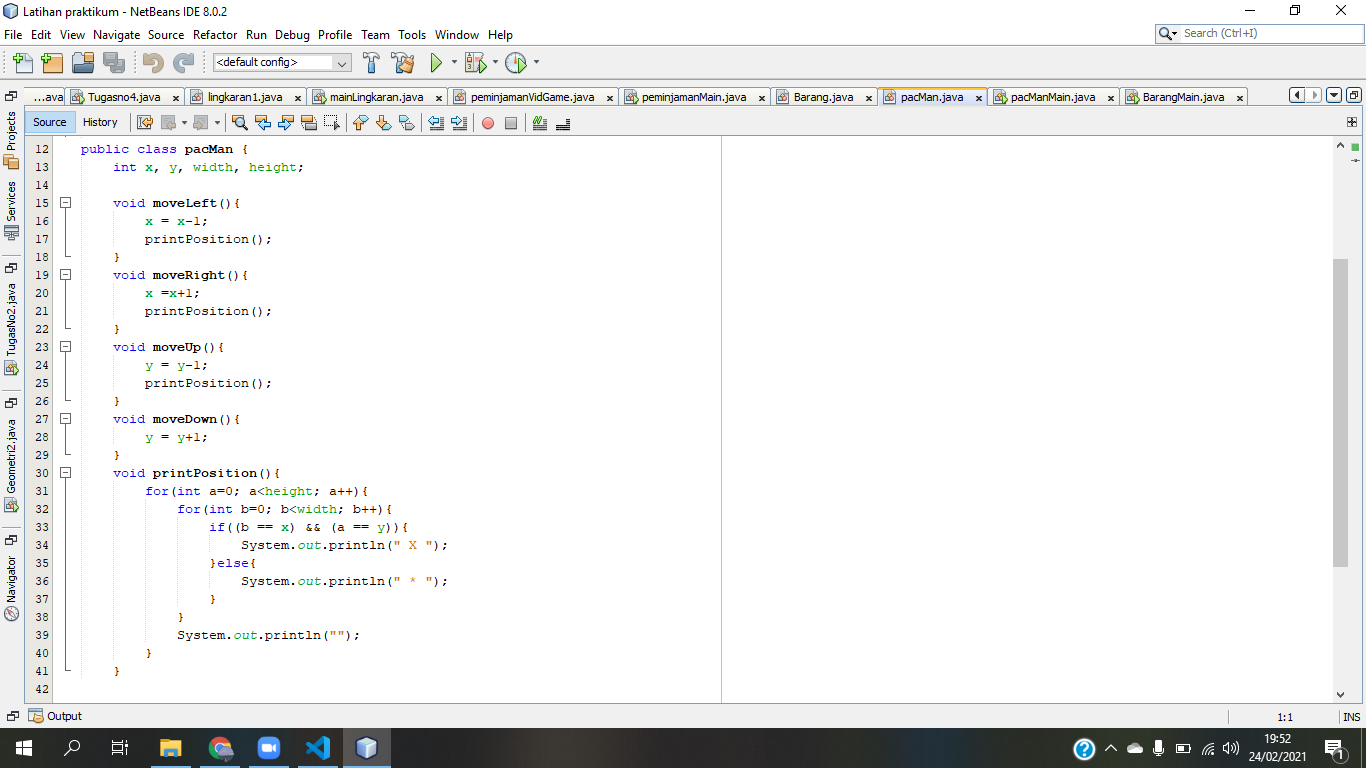 Latihan praktikum - NetBeans IDE 8.0.2
File Edit View Navigate Source Refactor Run Debug Profile Team Tools Window Help
Search (Ctrl+I)
<default config>
...ava Tugasno4.java lingkaran1.java mainLingkaran.java peminjamanVidGame.java peminjamanMain.java Barang.java pacMan.java pacManMain.java BarangMain.java
Source History
Projects
Services
TugasNo2.java
Geometri2.java
Navigator
12 public class pacMan {
13 int x, y, width, height;
14
15 void moveLeft(){
16 x = x-1;
17 printPosition();
18 }
19 void moveRight(){
20 x =x+1;
21 printPosition();
22 }
23 void moveUp(){
24 y = y-1;
25 printPosition();
26 }
27 void moveDown(){
28 y = y+1;
29 }
30 void printPosition(){
31 for(int a=0; a<height; a++){
32 for(int b=0; b<width; b++){
33 if((b == x) && (a == y)){
34 System.out.println(" X ");
35 }else{
36 System.out.println(" * ");
37 }
38 }
39 System.out.println("");
40 }
41 }
42
Output
1:1 INS
19:52
24/02/2021
1